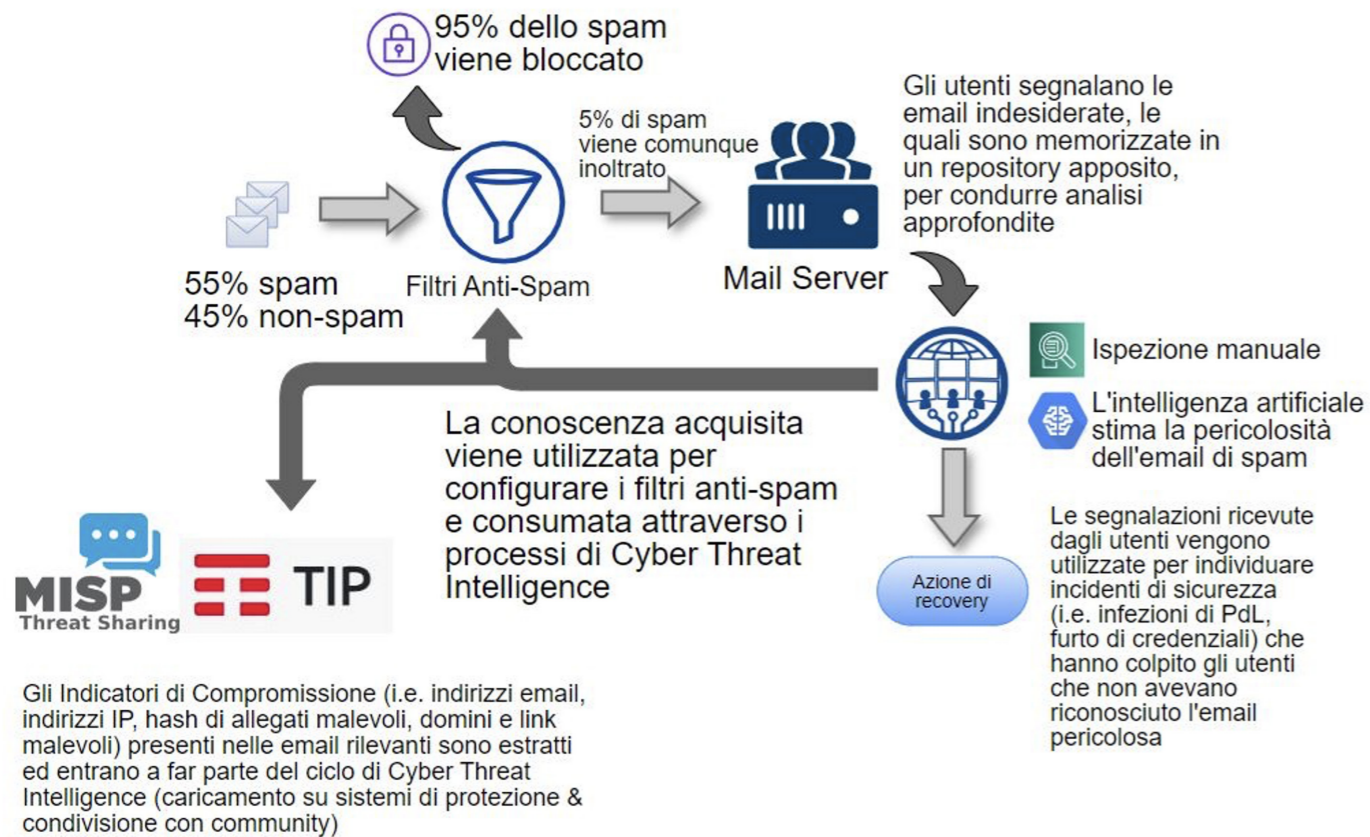 95% dello spam
viene bloccato
5% di spam
viene comunque
inoltrato
Gli utenti segnalano le
email indesiderate, le
quali sono memorizzate in
un repository apposito,
per condurre analisi
approfondite
55% spam
45% non-spam
Filtri Anti-Spam
Mail Server
Ispezione manuale
L'intelligenza artificiale
stima la pericolosità
dell'email di spam
La conoscenza acquisita
viene utilizzata per
configurare i filtri anti-spam
e consumata attraverso i
processi di Cyber Threat
Intelligence
Azione di
recovery
Le segnalazioni ricevute
dagli utenti vengono
utilizzate per individuare
incidenti di sicurezza
(i.e. infezioni di PdL,
furto di credenziali) che
hanno colpito gli utenti
che non avevano
riconosciuto l'email
pericolosa
MISP
Threat Sharing
TIP
Gli Indicatori di Compromissione (i.e. indirizzi email,
indirizzi IP, hash di allegati malevoli, domini e link
malevoli) presenti nelle email rilevanti sono estratti
ed entrano a far parte del ciclo di Cyber Threat
Intelligence (caricamento su sistemi di protezione &
condivisione con community)